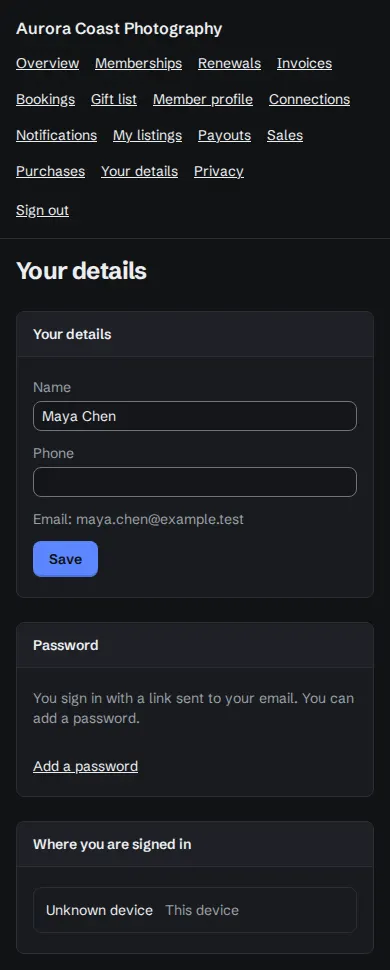 Aurora Coast Photography
Overview Memberships Renewals Invoices
Bookings Gift list Member profile Connections
Notifications My listings Payouts Sales
Purchases Your details Privacy
Sign out
Your details
Your details
Name
Maya Chen
Phone
Email: maya.chen@example.test
Save
Password
You sign in with a link sent to your email. You can
add a password.
Add a password
Where you are signed in
Unknown device This device